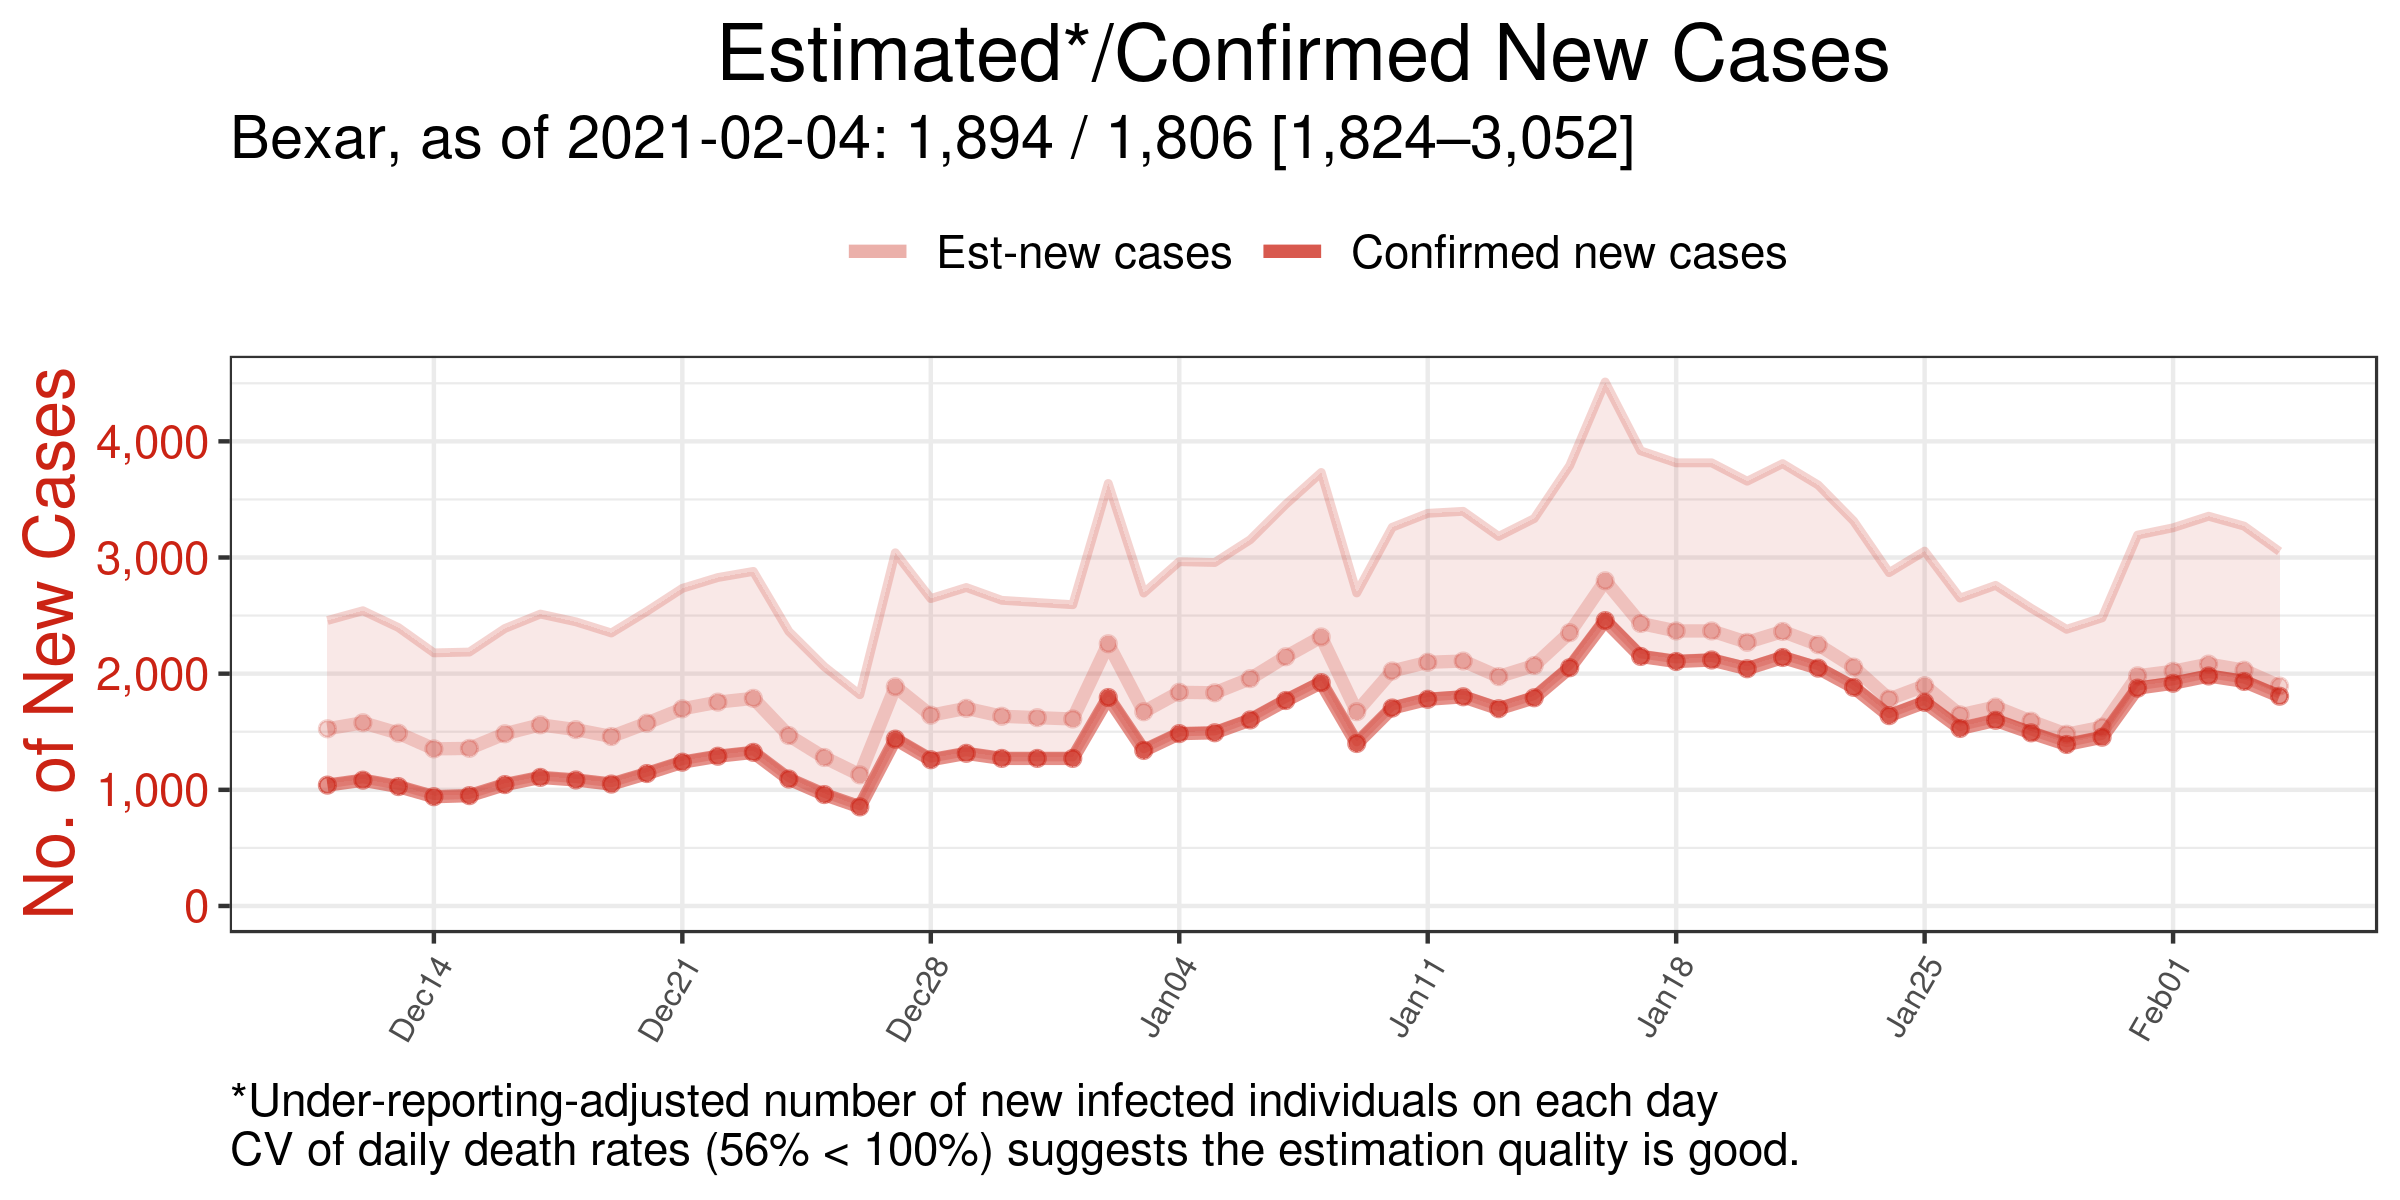 Estimated*/Confirmed New Cases
Bexar, as of 2021-02-04: 1,894 / 1,806 [1,824–3,052]
Est-new cases Confirmed new cases
No. of New Cases
4,000
3,000
2,000
1,000
0
Dec14 Dec21 Dec28 Jan04 Jan11 Jan18 Jan25 Feb01
*Under-reporting-adjusted number of new infected individuals on each day
CV of daily death rates (56% < 100%) suggests the estimation quality is good.